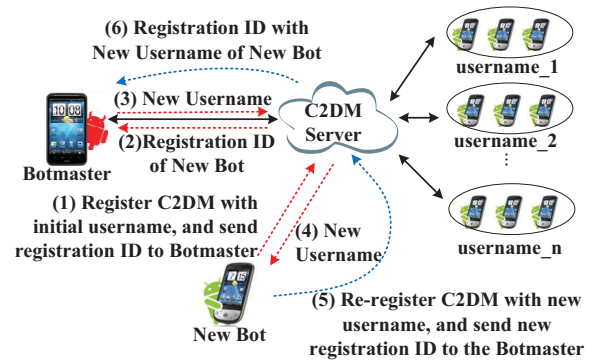 (6) Registration ID with
New Username of New Bot
(3) New Username
C2DM
Server
(2)Registration ID
of New Bot
Botmaster
username_1
username_2
...
username_n
(1) Register C2DM with
initial username, and send
registration ID to Botmaster
(4) New
Username
New Bot
(5) Re-register C2DM with new
username, and send new
registration ID to the Botmaster